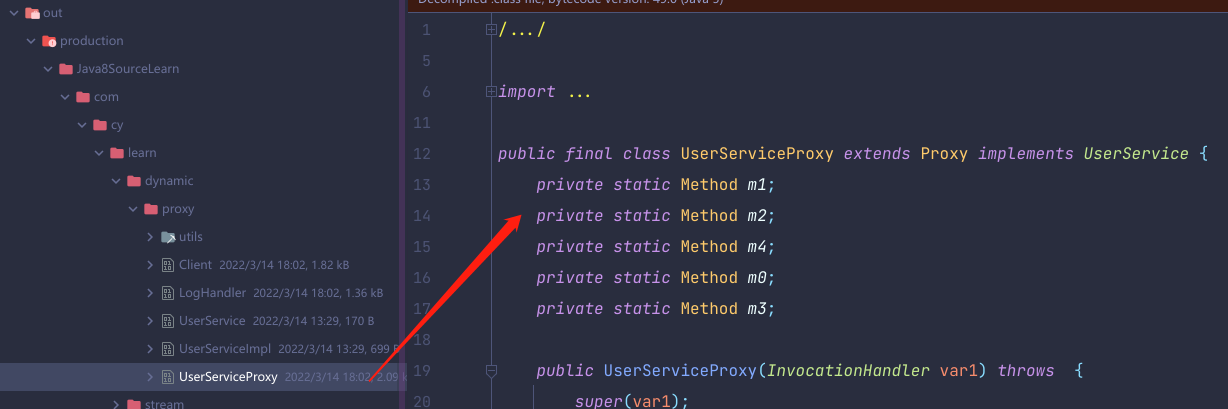 out
production
Java8SourceLearn
com
cy
learn
dynamic
proxy
utils
Client 2022/3/14 18:02, 1.82 kB
LogHandler 2022/3/14 18:02, 1.36 kB
UserService 2022/3/14 13:29, 170 B
UserServiceImpl 2022/3/14 13:29, 699 B
UserServiceProxy 2022/3/14 18:02, 2.09 k
stream
Decompiled .class file, bytecode version: 49.0 (Java 5)
1 /.../
5
6 import ...
11
12 public final class UserServiceProxy extends Proxy implements UserService {
13 private static Method m1;
14 private static Method m2;
15 private static Method m4;
16 private static Method m0;
17 private static Method m3;
18
19 public UserServiceProxy(InvocationHandler var1) throws {
20 super(var1);